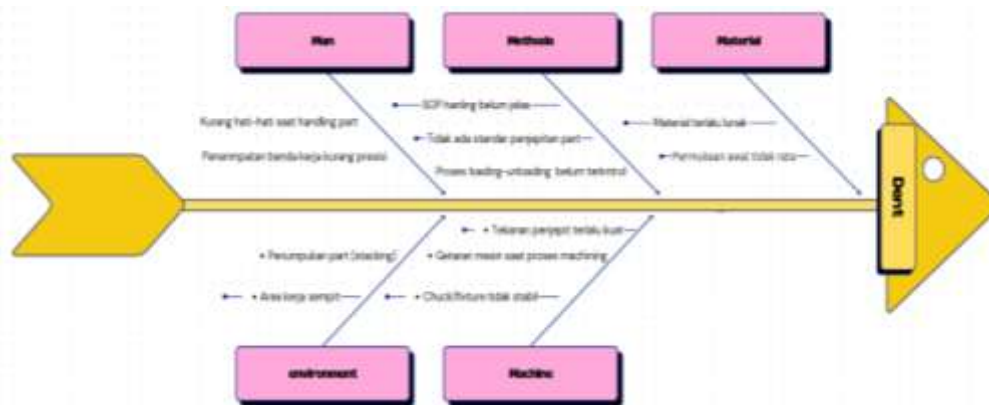 Man
Methods
Material
SOP hanling belum jelas
Kurang hati-hati saat handling part
Material terlalu lunak
Tidak ada standar penjepitan part
Penempatan benda kerja kurang presisi
Permukaan awal tidak rata
Proses loading-unloading belum terkontrol
Dent
• Tekanan penjepit terlalu kuat
• Penumpukan part (stacking)
• Getaran mesin saat proses machining
• Area kerja sempit
• Chuck/fixture tidak stabil
environment
Machine